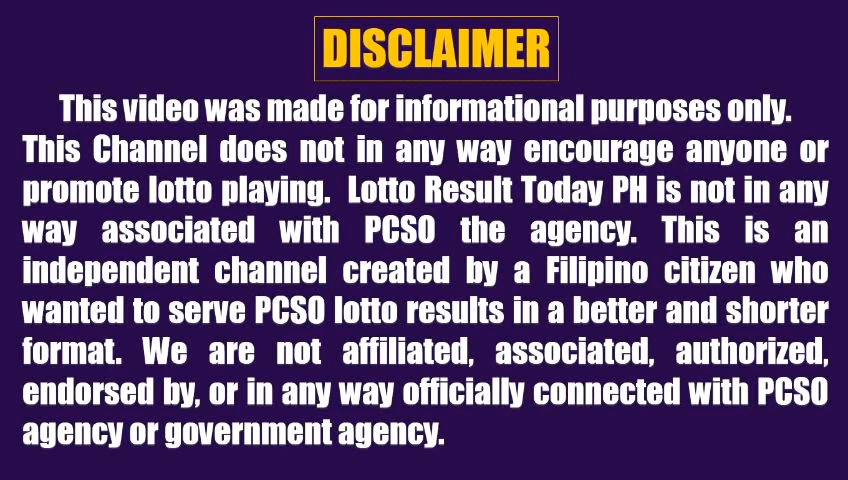 DISCLAIMER
This video was made for informational purposes only.
This Channel does not in any way encourage anyone or
promote lotto playing. Lotto Result Today PH is not in any
way associated with PCSO the agency. This is an
independent channel created by a Filipino citizen who
wanted to serve PCSO lotto results in a better and shorter
format. We are not affiliated, associated, authorized,
endorsed by, or in any way officially connected with PCSO
agency or government agency.